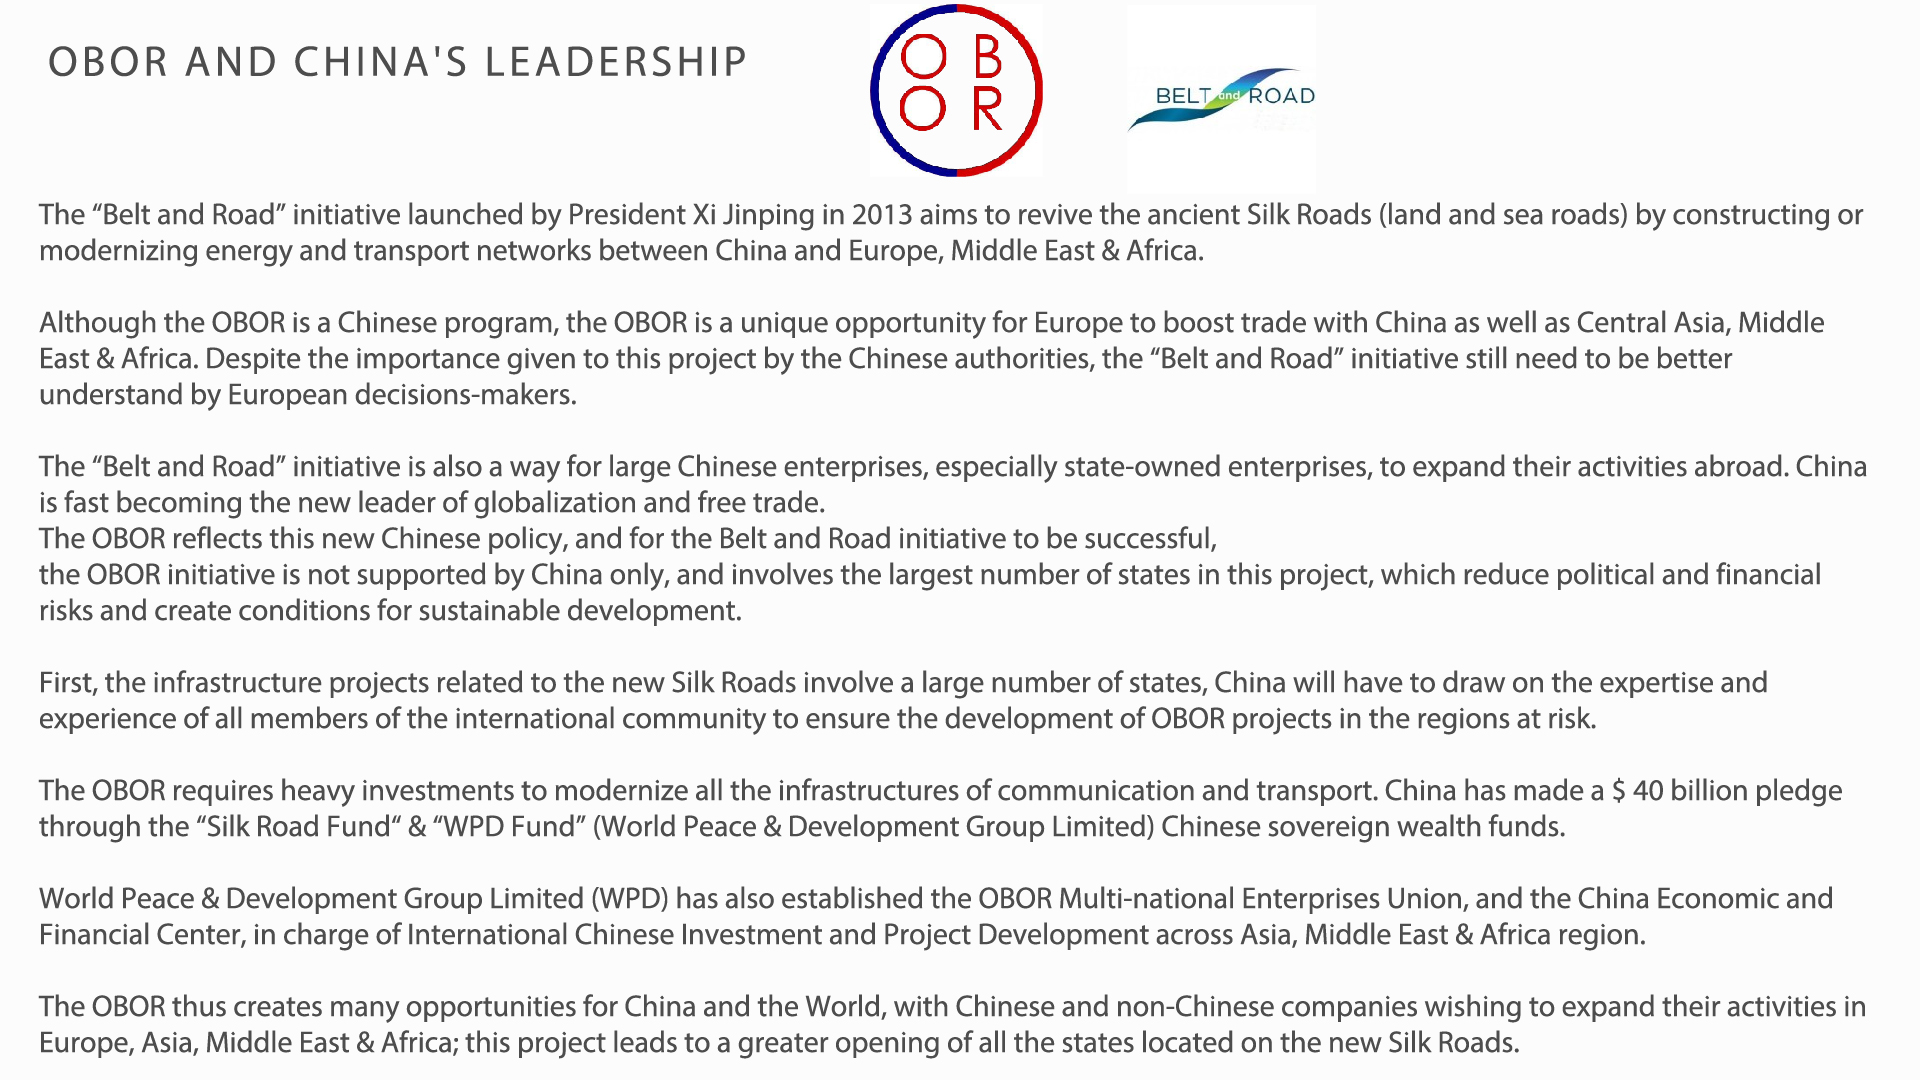 OBOR AND CHINA'S LEADERSHIP
O B
O R
BELT and ROAD
The “Belt and Road” initiative launched by President Xi Jinping in 2013 aims to revive the ancient Silk Roads (land and sea roads) by constructing or
modernizing energy and transport networks between China and Europe, Middle East & Africa.
Although the OBOR is a Chinese program, the OBOR is a unique opportunity for Europe to boost trade with China as well as Central Asia, Middle
East & Africa. Despite the importance given to this project by the Chinese authorities, the “Belt and Road” initiative still need to be better
understand by European decisions-makers.
The “Belt and Road” initiative is also a way for large Chinese enterprises, especially state-owned enterprises, to expand their activities abroad. China
is fast becoming the new leader of globalization and free trade.
The OBOR reflects this new Chinese policy, and for the Belt and Road initiative to be successful,
the OBOR initiative is not supported by China only, and involves the largest number of states in this project, which reduce political and financial
risks and create conditions for sustainable development.
First, the infrastructure projects related to the new Silk Roads involve a large number of states, China will have to draw on the expertise and
experience of all members of the international community to ensure the development of OBOR projects in the regions at risk.
The OBOR requires heavy investments to modernize all the infrastructures of communication and transport. China has made a $ 40 billion pledge
through the “Silk Road Fund“ & “WPD Fund” (World Peace & Development Group Limited) Chinese sovereign wealth funds.
World Peace & Development Group Limited (WPD) has also established the OBOR Multi-national Enterprises Union, and the China Economic and
Financial Center, in charge of International Chinese Investment and Project Development across Asia, Middle East & Africa region.
The OBOR thus creates many opportunities for China and the World, with Chinese and non-Chinese companies wishing to expand their activities in
Europe, Asia, Middle East & Africa; this project leads to a greater opening of all the states located on the new Silk Roads.